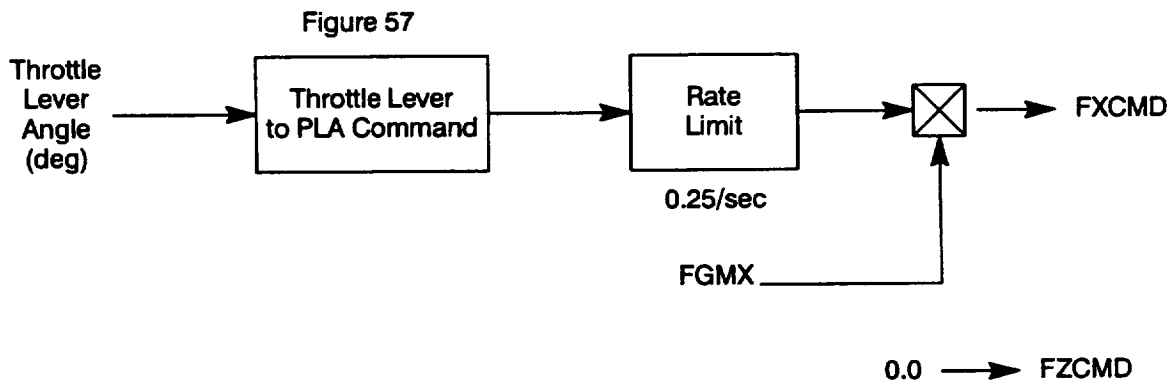 Figure 57
Throttle
Lever
Angle
(deg)
Throttle Lever
to PLA Command
Rate
Limit
0.25/sec
FXCMD
FGMX
0.0
FZCMD